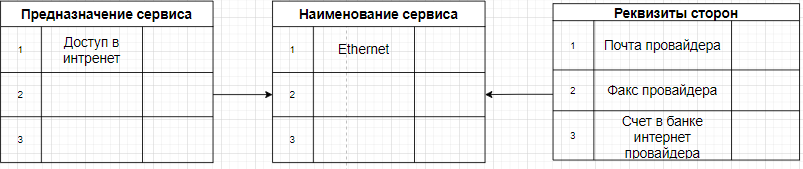 Предназначение сервиса
1
Доступ в
интренет
2
3
Наименование сервиса
1
Ethernet
2
3
Реквизиты сторон
1
Почта провайдера
2
Факс провайдера
3
Счет в банке
интернет
провайдера